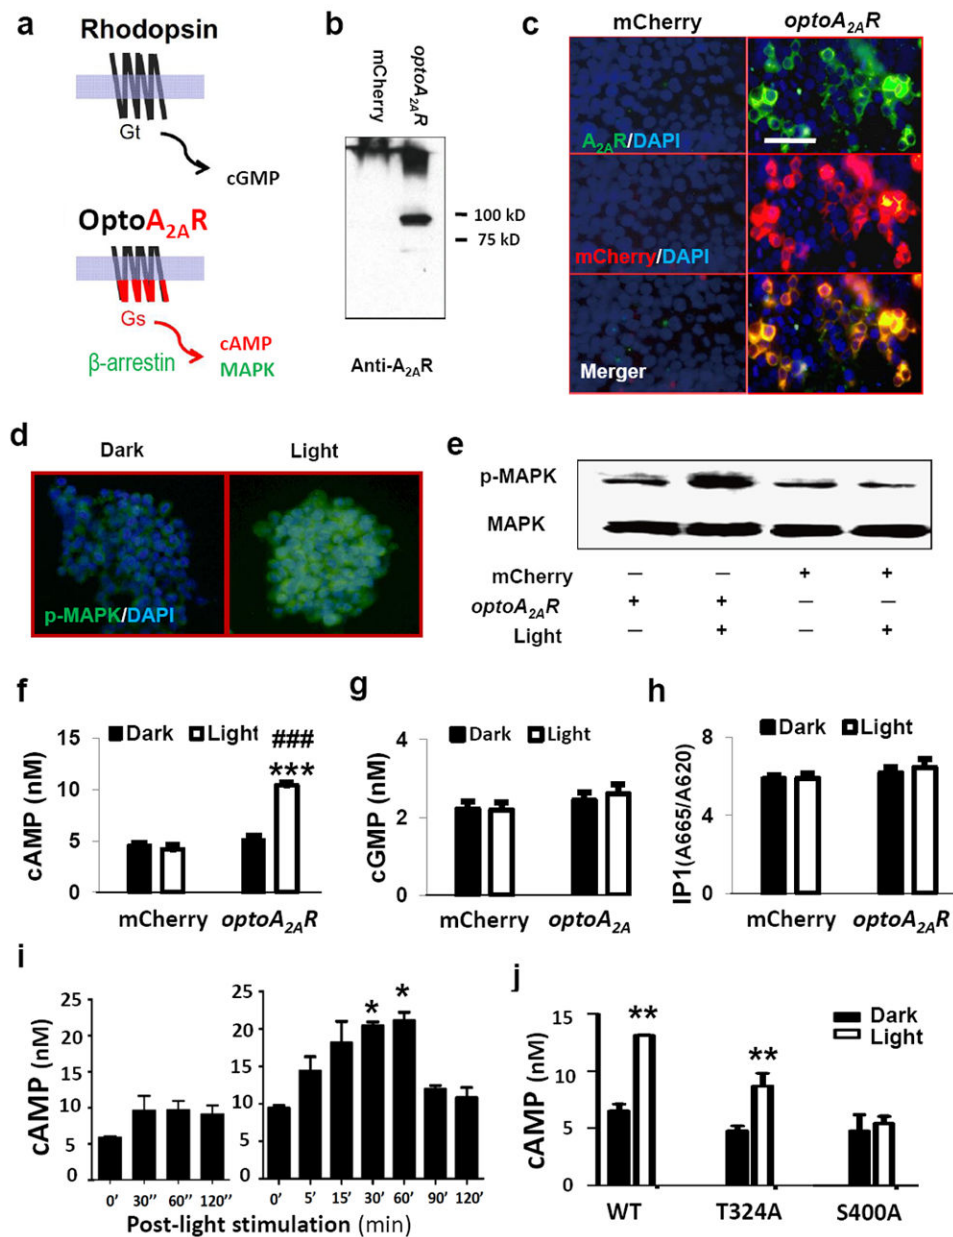 a
Rhodopsin
Gt
cGMP
OptoA2AR
Gs
cAMP
β-arrestin
MAPK
b
mCherry
optoA2AR
100 kD
75 kD
Anti-A2AR
c
mCherry
optoA2AR
A2AR/DAPI
mCherry/DAPI
Merger
d
Dark
Light
p-MAPK/DAPI
e
p-MAPK
MAPK
mCherry — — + +
optoA2AR + + — —
Light — + — +
f
Dark Light
###
***
cAMP (nM)
15
10
5
0
mCherry optoA2AR
g
Dark Light
cGMP (nM)
4
2
0
mCherry optoA2A
h
Dark Light
IP1(A665/A620)
8
6
0
mCherry optoA2AR
i
cAMP (nM)
25
20
15
10
5
0
0' 30'' 60'' 120''
25
20
15
10
5
0
* *
0' 5' 15' 30' 60' 90' 120'
Post-light stimulation (min)
j
Dark
Light
cAMP (nM)
15
10
5
0
** **
WT T324A S400A